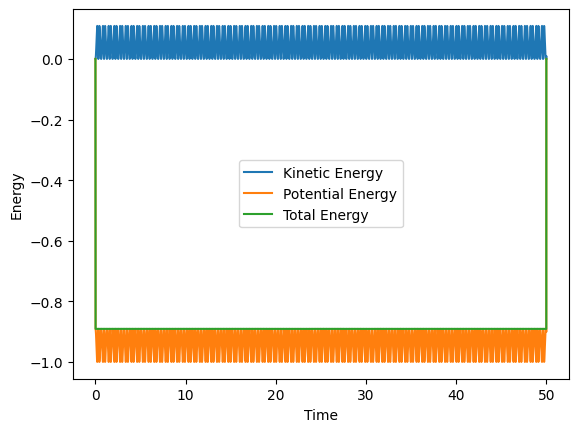 0.0
−0.2
−0.4
−0.6
−0.8
−1.0
Energy
Kinetic Energy
Potential Energy
Total Energy
0 10 20 30 40 50
Time